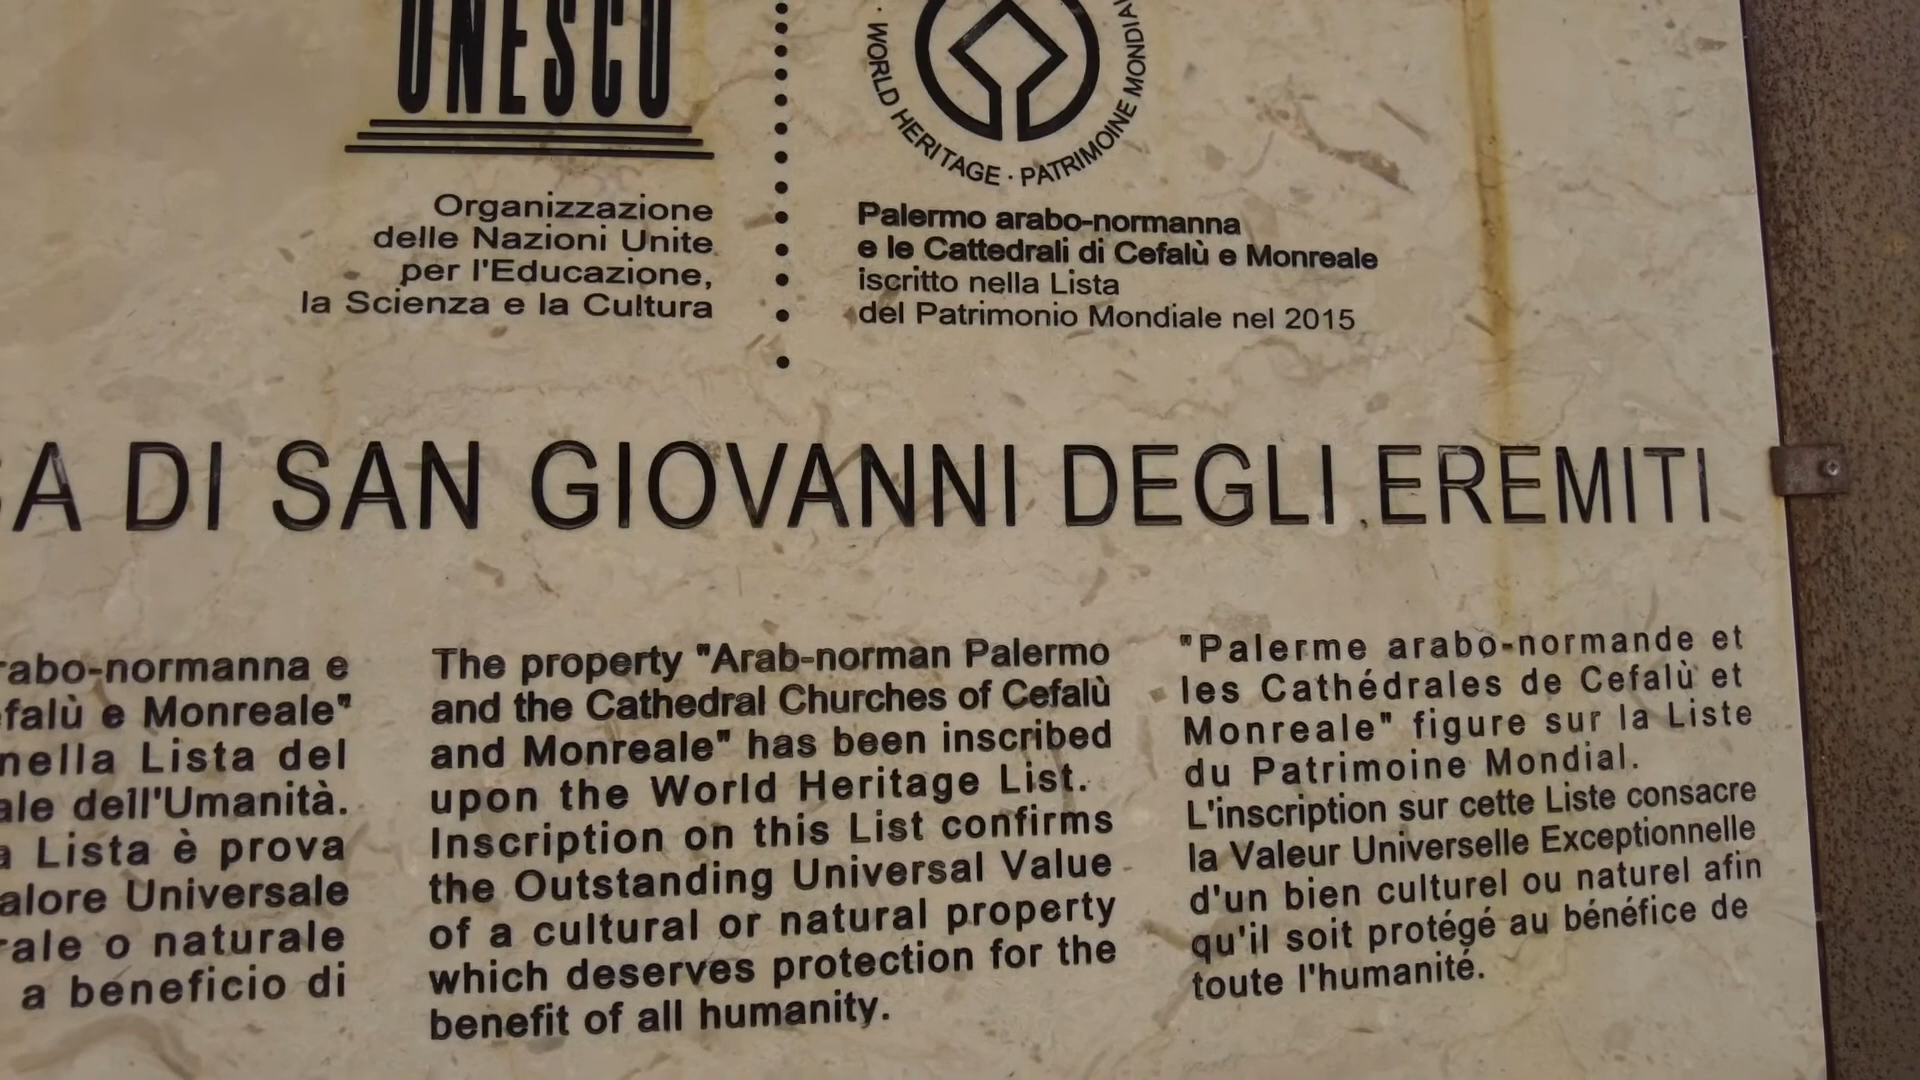 UNESCO
· WORLD HERITAGE · PATRIMOINE MONDIAL
Organizzazione
delle Nazioni Unite
per l'Educazione,
la Scienza e la Cultura
Palermo arabo-normanna
e le Cattedrali di Cefalù e Monreale
iscritto nella Lista
del Patrimonio Mondiale nel 2015
DI SAN GIOVANNI DEGLI EREMITI
rabo-normanna e
falù e Monreale"
nella Lista del
ale dell'Umanità.
a Lista è prova
alore Universale
rale o naturale
a beneficio di
The property "Arab-norman Palermo
and the Cathedral Churches of Cefalù
and Monreale" has been inscribed
upon the World Heritage List.
Inscription on this List confirms
the Outstanding Universal Value
of a cultural or natural property
which deserves protection for the
benefit of all humanity.
"Palerme arabo-normande et
les Cathédrales de Cefalù et
Monreale" figure sur la Liste
du Patrimoine Mondial.
L'inscription sur cette Liste consacre
la Valeur Universelle Exceptionnelle
d'un bien culturel ou naturel afin
qu'il soit protégé au bénéfice de
toute l'humanité.